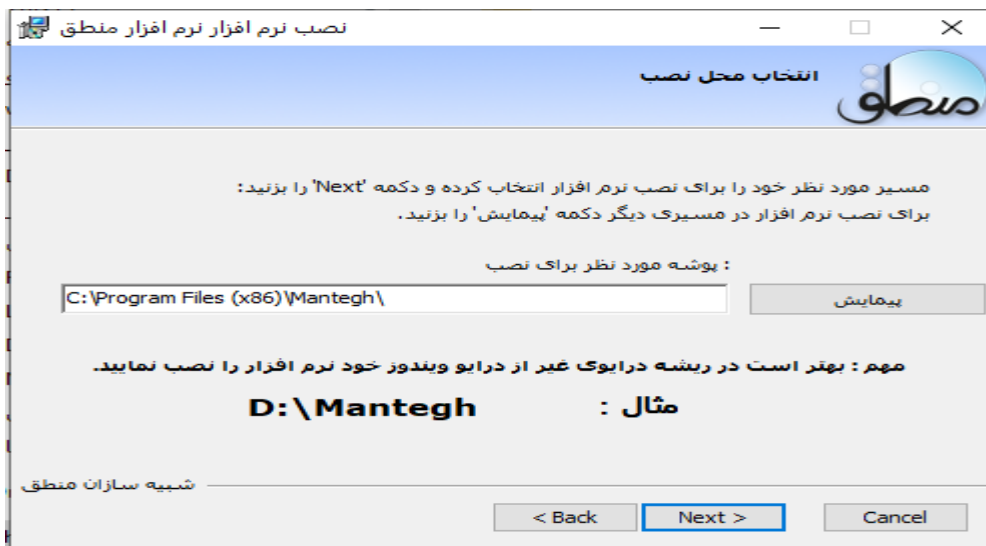 نصب نرم افزار نرم افزار منطق
انتخاب محل نصب
منطق
مسیر مورد نظر خود را برای نصب نرم افزار انتخاب کرده و دکمه 'Next' را بزنید:
برای نصب نرم افزار در مسیری دیگر دکمه 'پیمایش' را بزنید.
پوشه مورد نظر برای نصب :
C:\Program Files (x86)\Mantegh\
پیمایش
مهم : بهتر است در ریشه درایوی غیر از درایو ویندوز خود نرم افزار را نصب نمایید.
مثال : D:\Mantegh
شبیه سازان منطق
< Back
Next >
Cancel